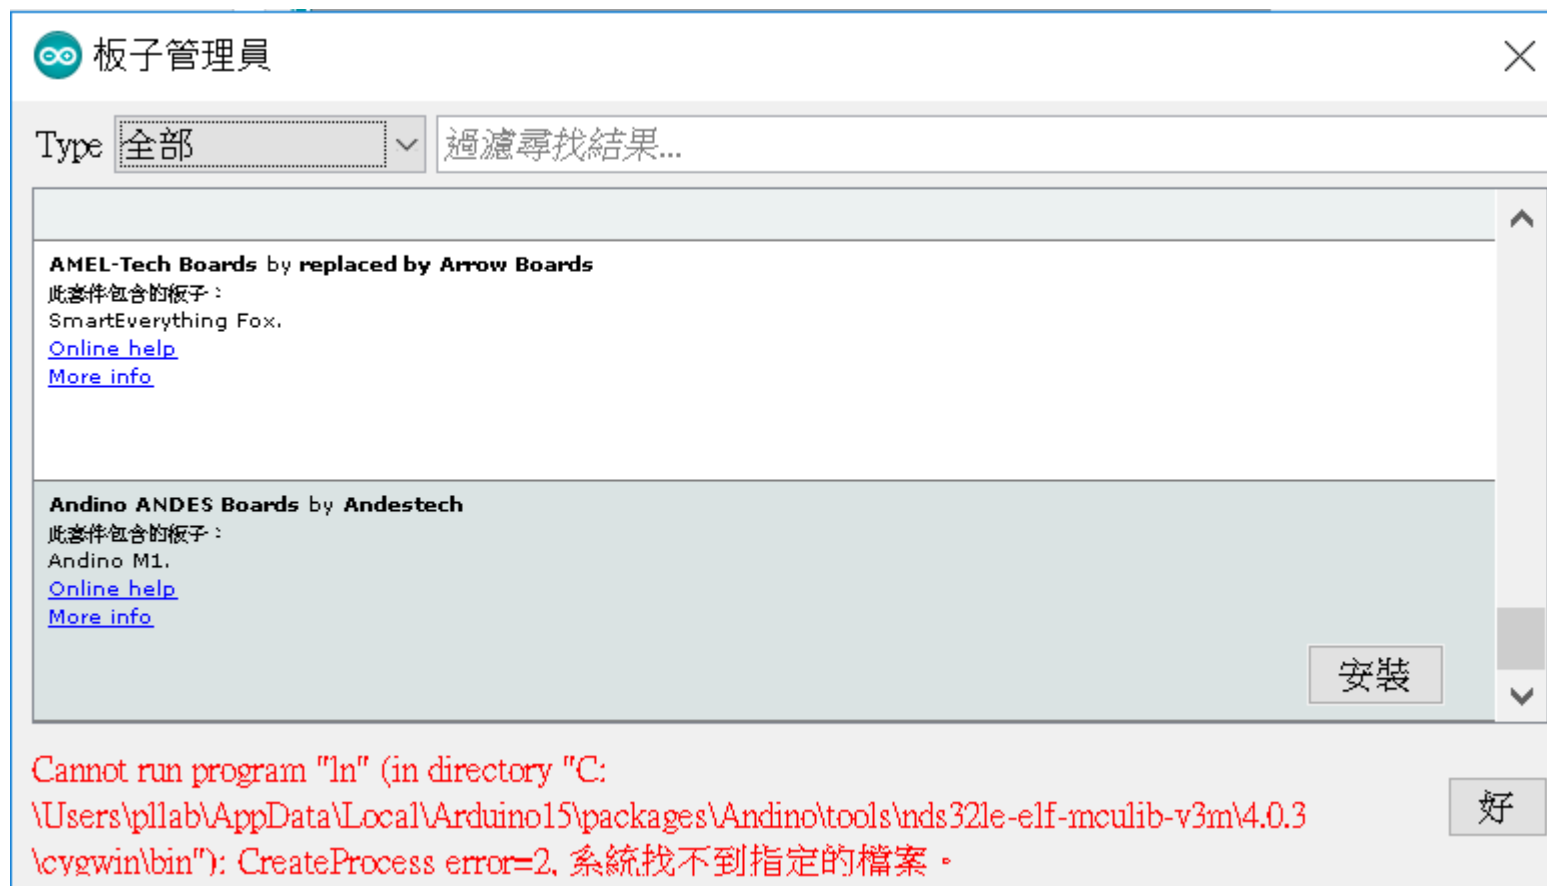 板子管理員
Type 全部 過濾尋找結果...
AMEL-Tech Boards by replaced by Arrow Boards
此套件包含的板子：
SmartEverything Fox.
Online help
More info
Andino ANDES Boards by Andestech
此套件包含的板子：
Andino M1.
Online help
More info
安裝
Cannot run program "ln" (in directory "C:
\Users\pllab\AppData\Local\Arduino15\packages\Andino\tools\nds32le-elf-mculib-v3m\4.0.3
\cygwin\bin"): CreateProcess error=2, 系統找不到指定的檔案。
好